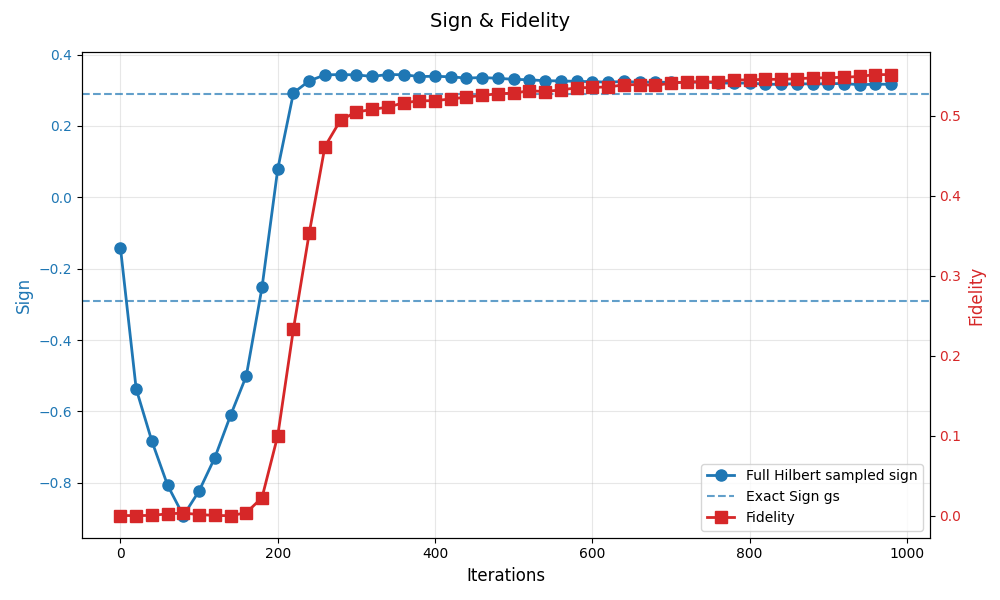 Sign & Fidelity
0.4
0.2
0.0
−0.2
−0.4
−0.6
−0.8
Sign
0.5
0.4
0.3
0.2
0.1
0.0
Fidelity
0
200
400
600
800
1000
Iterations
Full Hilbert sampled sign
Exact Sign gs
Fidelity